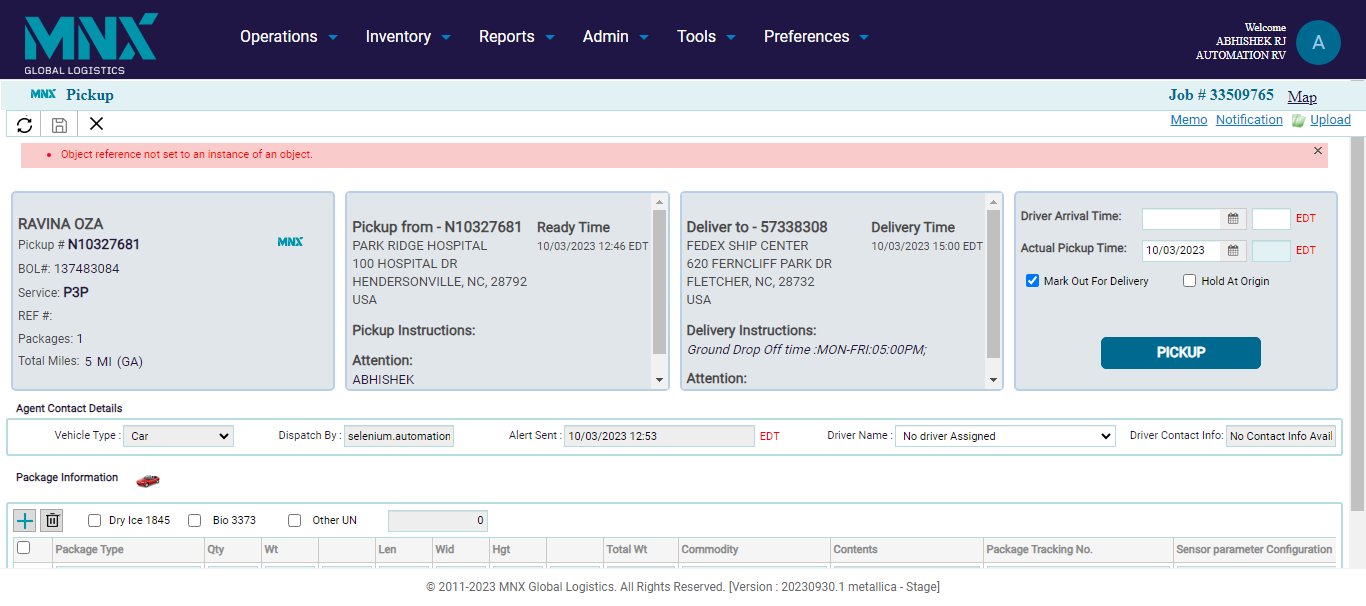 MNX
GLOBAL LOGISTICS
Operations Inventory Reports Admin Tools Preferences
Welcome
ABHISHEK RJ
AUTOMATION RV
A
MNX Pickup Job # 33509765 Map
Memo Notification Upload
Object reference not set to an instance of an object.
RAVINA OZA
Pickup # N10327681
MNX
BOL#: 137483084
Service: P3P
REF #:
Packages: 1
Total Miles: 5 MI (GA)
Pickup from - N10327681 Ready Time
PARK RIDGE HOSPITAL 10/03/2023 12:46 EDT
100 HOSPITAL DR
HENDERSONVILLE, NC, 28792
USA
Pickup Instructions:
Attention:
ABHISHEK
Deliver to - 57338308 Delivery Time
FEDEX SHIP CENTER 10/03/2023 15:00 EDT
620 FERNCLIFF PARK DR
FLETCHER, NC, 28732
USA
Delivery Instructions:
Ground Drop Off time :MON-FRI:05:00PM;
Attention:
Driver Arrival Time: EDT
Actual Pickup Time: 10/03/2023 EDT
Mark Out For Delivery Hold At Origin
PICKUP
Agent Contact Details
Vehicle Type : Car Dispatch By : selenium.automation Alert Sent : 10/03/2023 12:53 EDT Driver Name : No driver Assigned Driver Contact Info: No Contact Info Avail
Package Information
Dry Ice 1845 Bio 3373 Other UN 0
Package Type Qty Wt Len Wid Hgt Total Wt Commodity Contents Package Tracking No. Sensor parameter Configuration
© 2011-2023 MNX Global Logistics. All Rights Reserved. [Version : 20230930.1 metallica - Stage]